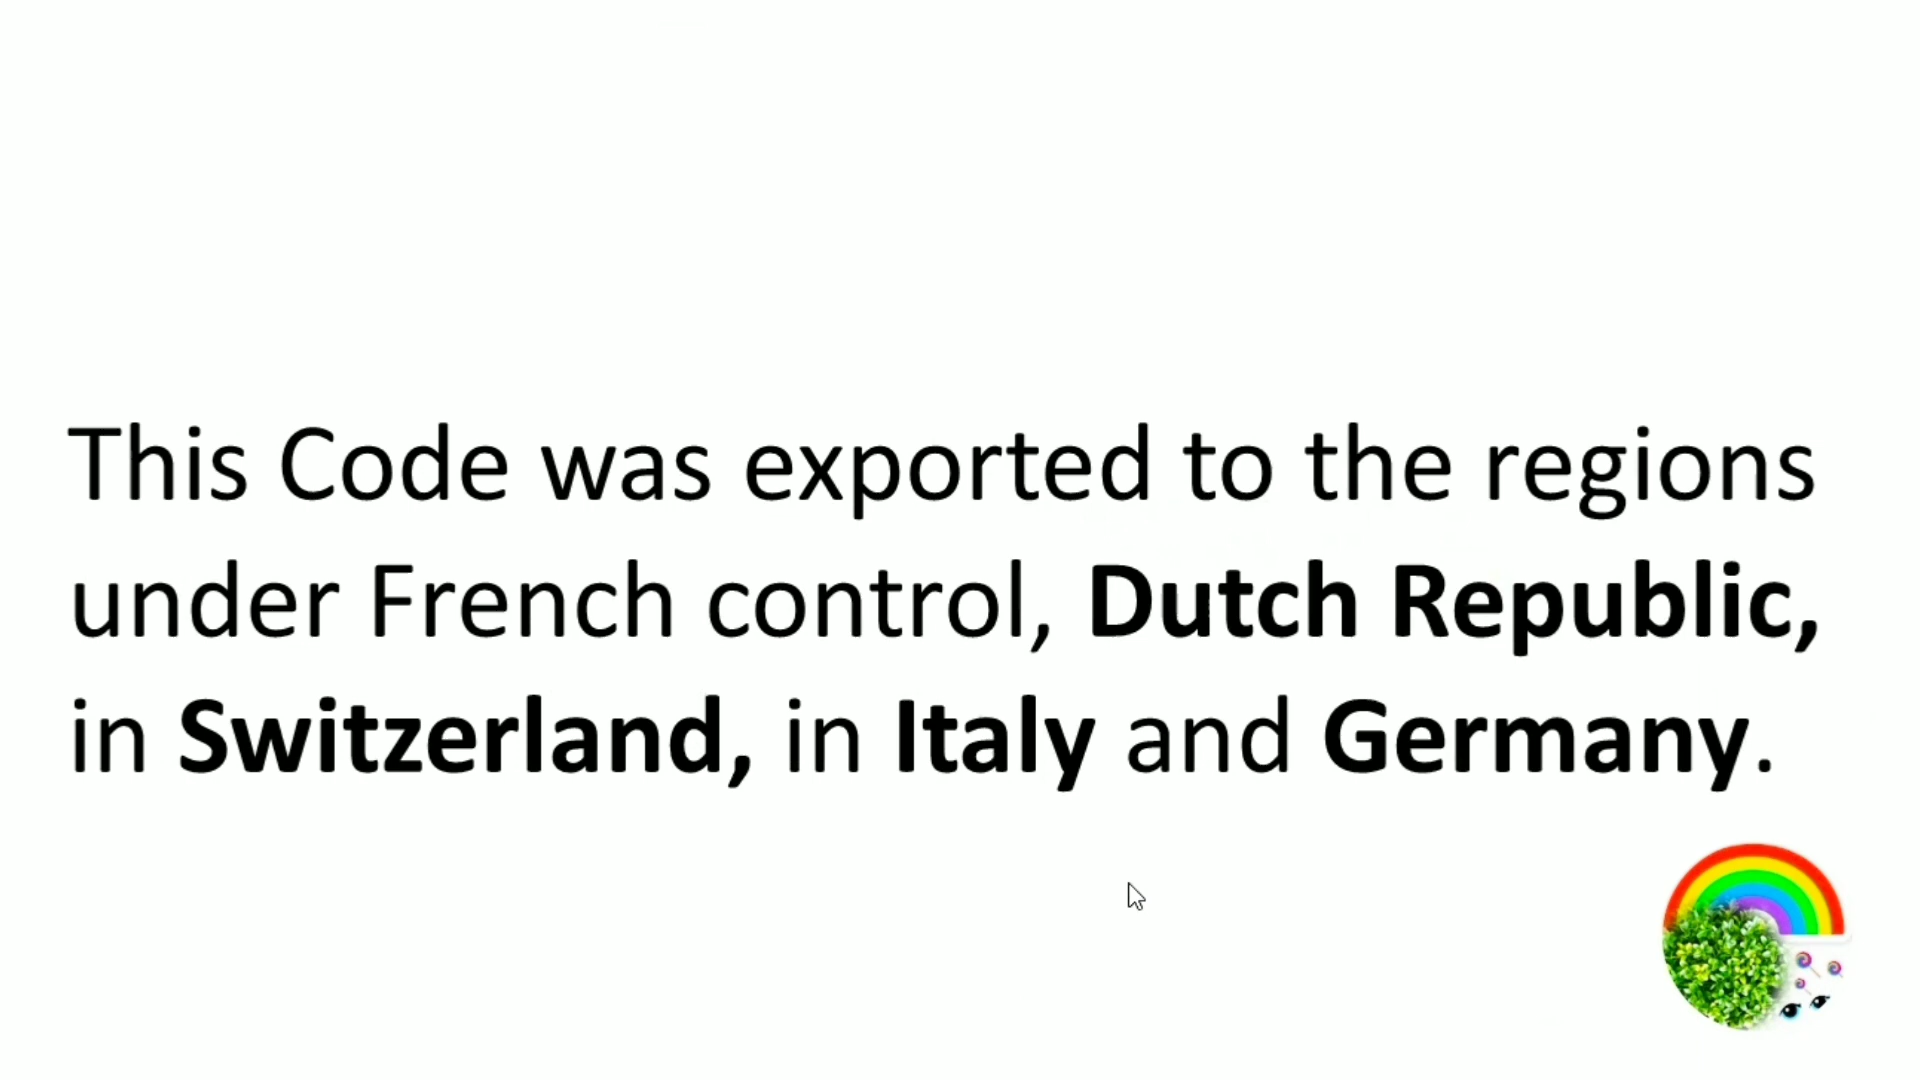 This Code was exported to the regions
under French control, Dutch Republic,
in Switzerland, in Italy and Germany.